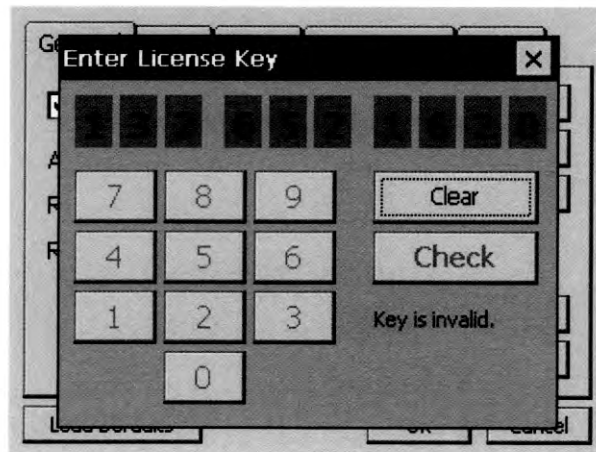 Enter License Key
7 8 9 Clear
4 5 6 Check
1 2 3 Key is invalid.
0